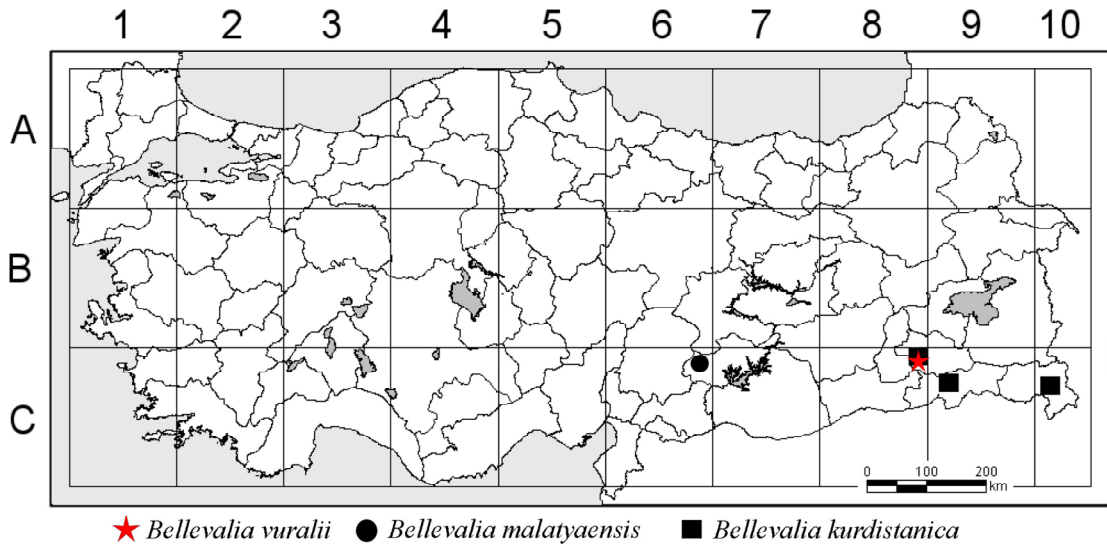 1 2 3 4 5 6 7 8 9 10
A
B
C
0 100 200
km
Bellevalia vuralii Bellevalia malatyaensis Bellevalia kurdistanica